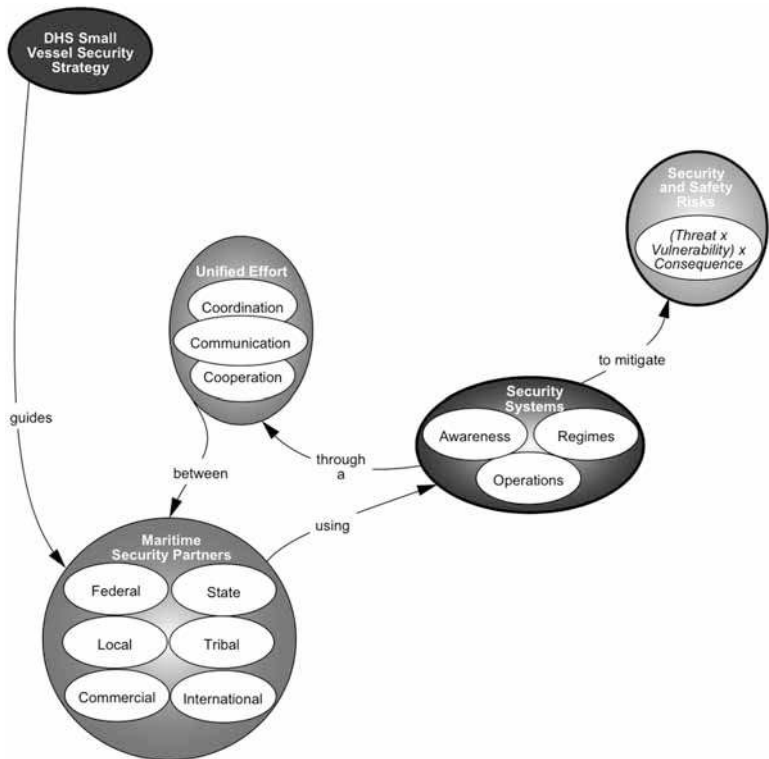 DHS Small
Vessel Security
Strategy
Security
and Safety
Risks
(Threat x
Vulnerability) x
Consequence
Unified Effort
Coordination
Communication
Cooperation
to mitigate
Security
Systems
Awareness
Regimes
Operations
guides
between
through
a
using
Maritime
Security Partners
Federal
State
Local
Tribal
Commercial
International